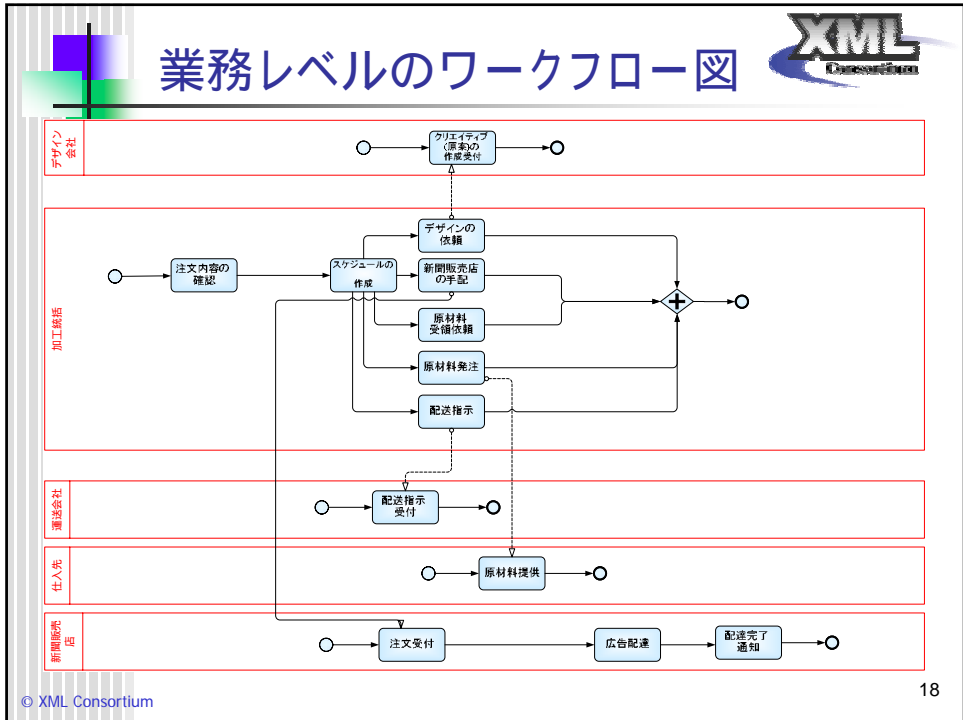 業務レベルのワークフロー図
XML
Consortium
デザイン
会社
クリエイティブ
(原案)の
作成受付
加工統括
注文内容の
確認
スケジュールの
作成
デザインの
依頼
新聞販売店
の手配
原材料
受領依頼
原材料発注
配送指示
運送会社
配送指示
受付
仕入先
原材料提供
新聞販売
店
注文受付
広告配達
配達完了
通知
© XML Consortium
18